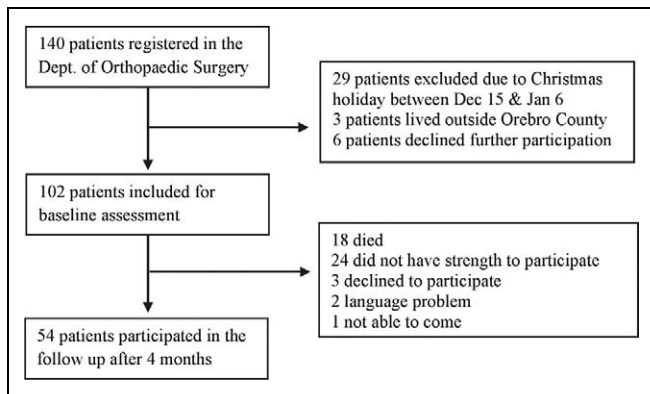 140 patients registered in the
Dept. of Orthopaedic Surgery
29 patients excluded due to Christmas
holiday between Dec 15 & Jan 6
3 patients lived outside Orebro County
6 patients declined further participation
102 patients included for
baseline assessment
18 died
24 did not have strength to participate
3 declined to participate
2 language problem
1 not able to come
54 patients participated in the
follow up after 4 months